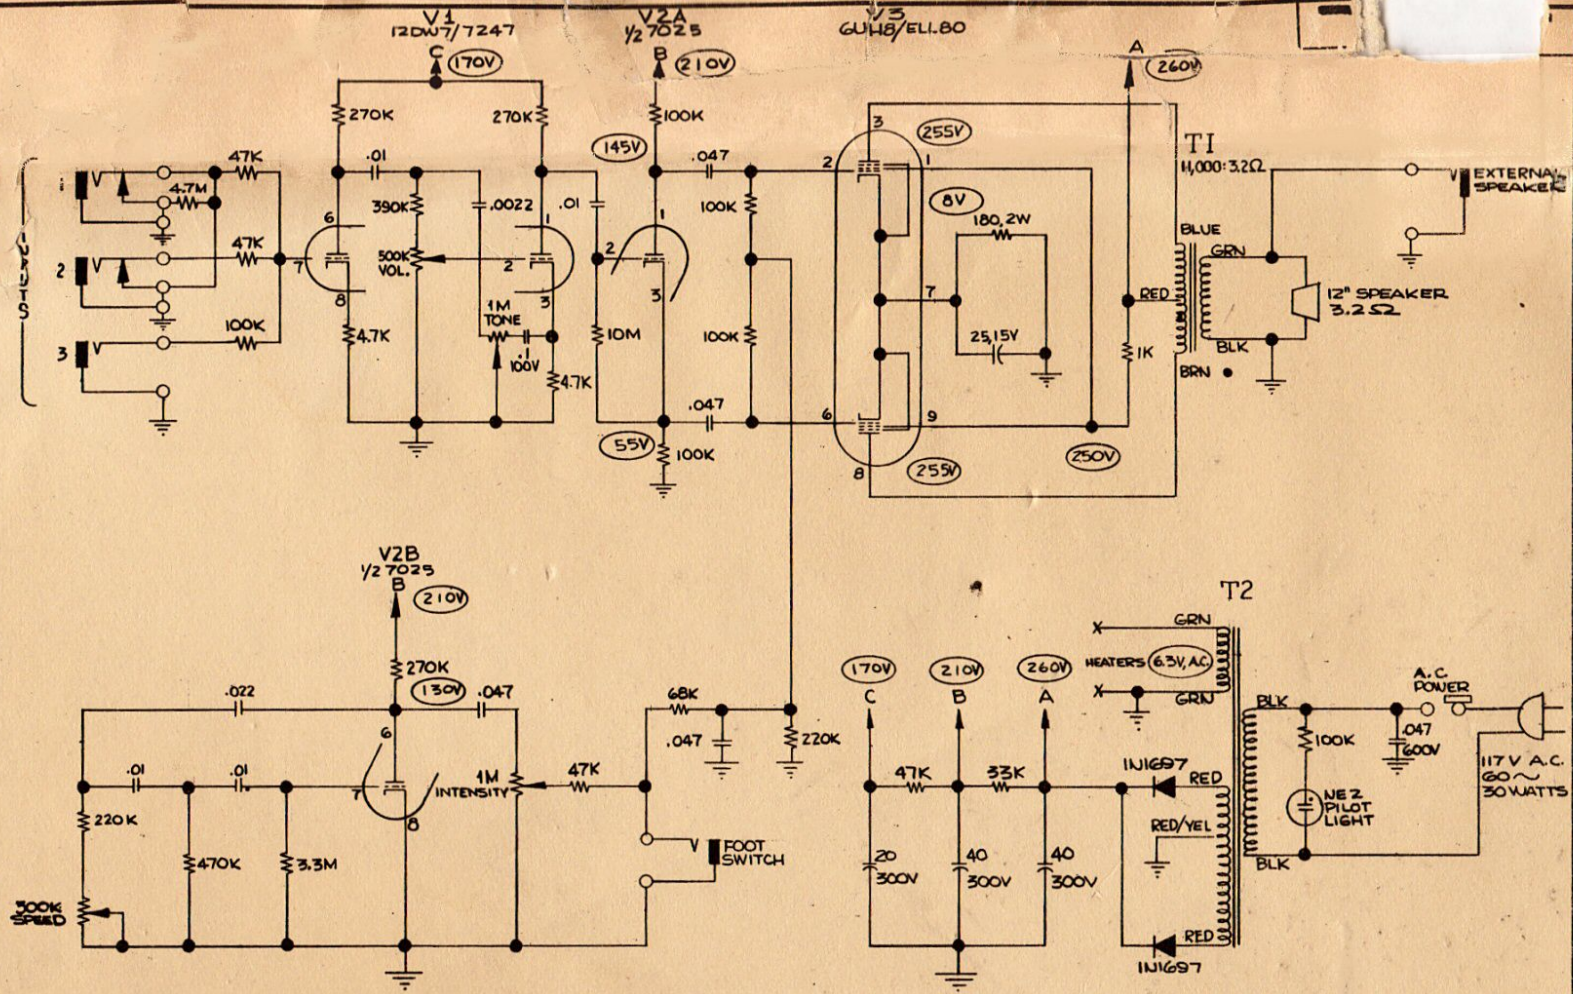 V1
12DW7/7247
C 170V
270K
270K
V2A
1/2 7025
B 210V
100K
145V
V3
6UH8/ELL80
A
260V
INPUTS
1
V
4.7M
47K
2
V
47K
3
V
100K
6
7
8
4.7K
.01
390K
500K
VOL.
.0022
.01
1
2
3
1M
TONE
.1
100V
4.7K
1
2
3
10M
55V
100K
.047
100K
100K
.047
3
2
1
255V
8V
180, 2W
7
25,15V
6
9
8
255V
250V
T1
11,000:3.2Ω
BLUE
RED
1K
BRN
GRN
BLK
12" SPEAKER
3.2Ω
V EXTERNAL
SPEAKER
V2B
1/2 7025
B
210V
270K
130V
.022
.047
.01
.01
6
7
8
1M
INTENSITY
47K
68K
.047
220K
220K
470K
3.3M
SPEED
V FOOT
SWITCH
170V
C
210V
B
260V
A
47K
33K
20
300V
40
300V
40
300V
T2
GRN
HEATERS 6.3V, A.C.
GRN
1N1697
RED
RED/YEL
RED
1N1697
BLK
BLK
100K
NE2
PILOT
LIGHT
A.C.
POWER
.047
600V
117 V A.C.
60 ~
30 WATTS